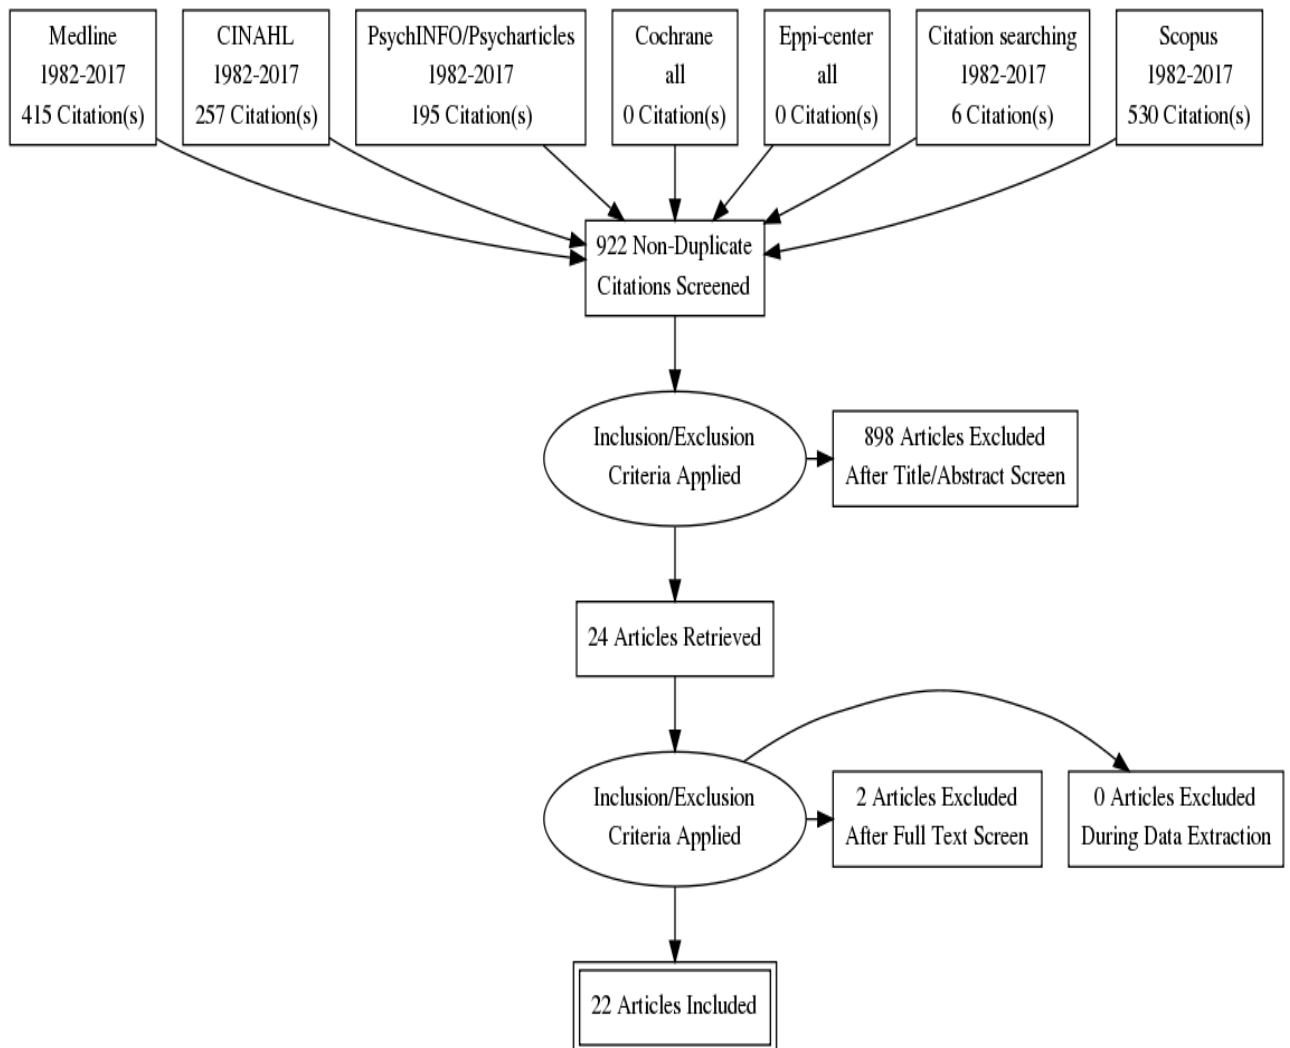 Medline
1982-2017
415 Citation(s)
CINAHL
1982-2017
257 Citation(s)
PsychINFO/Psycharticles
1982-2017
195 Citation(s)
Cochrane
all
0 Citation(s)
Eppi-center
all
0 Citation(s)
Citation searching
1982-2017
6 Citation(s)
Scopus
1982-2017
530 Citation(s)
922 Non-Duplicate
Citations Screened
Inclusion/Exclusion
Criteria Applied
898 Articles Excluded
After Title/Abstract Screen
24 Articles Retrieved
Inclusion/Exclusion
Criteria Applied
2 Articles Excluded
After Full Text Screen
0 Articles Excluded
During Data Extraction
22 Articles Included